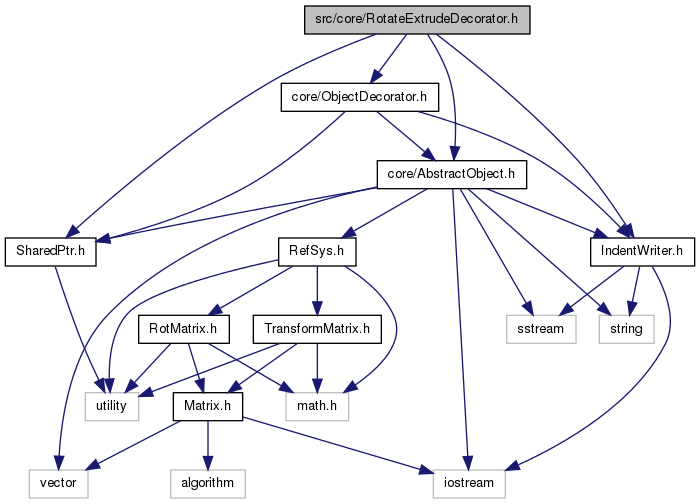 src/core/RotateExtrudeDecorator.h
core/ObjectDecorator.h
core/AbstractObject.h
SharedPtr.h
RefSys.h
IndentWriter.h
RotMatrix.h
TransformMatrix.h
sstream
string
utility
Matrix.h
math.h
vector
algorithm
iostream